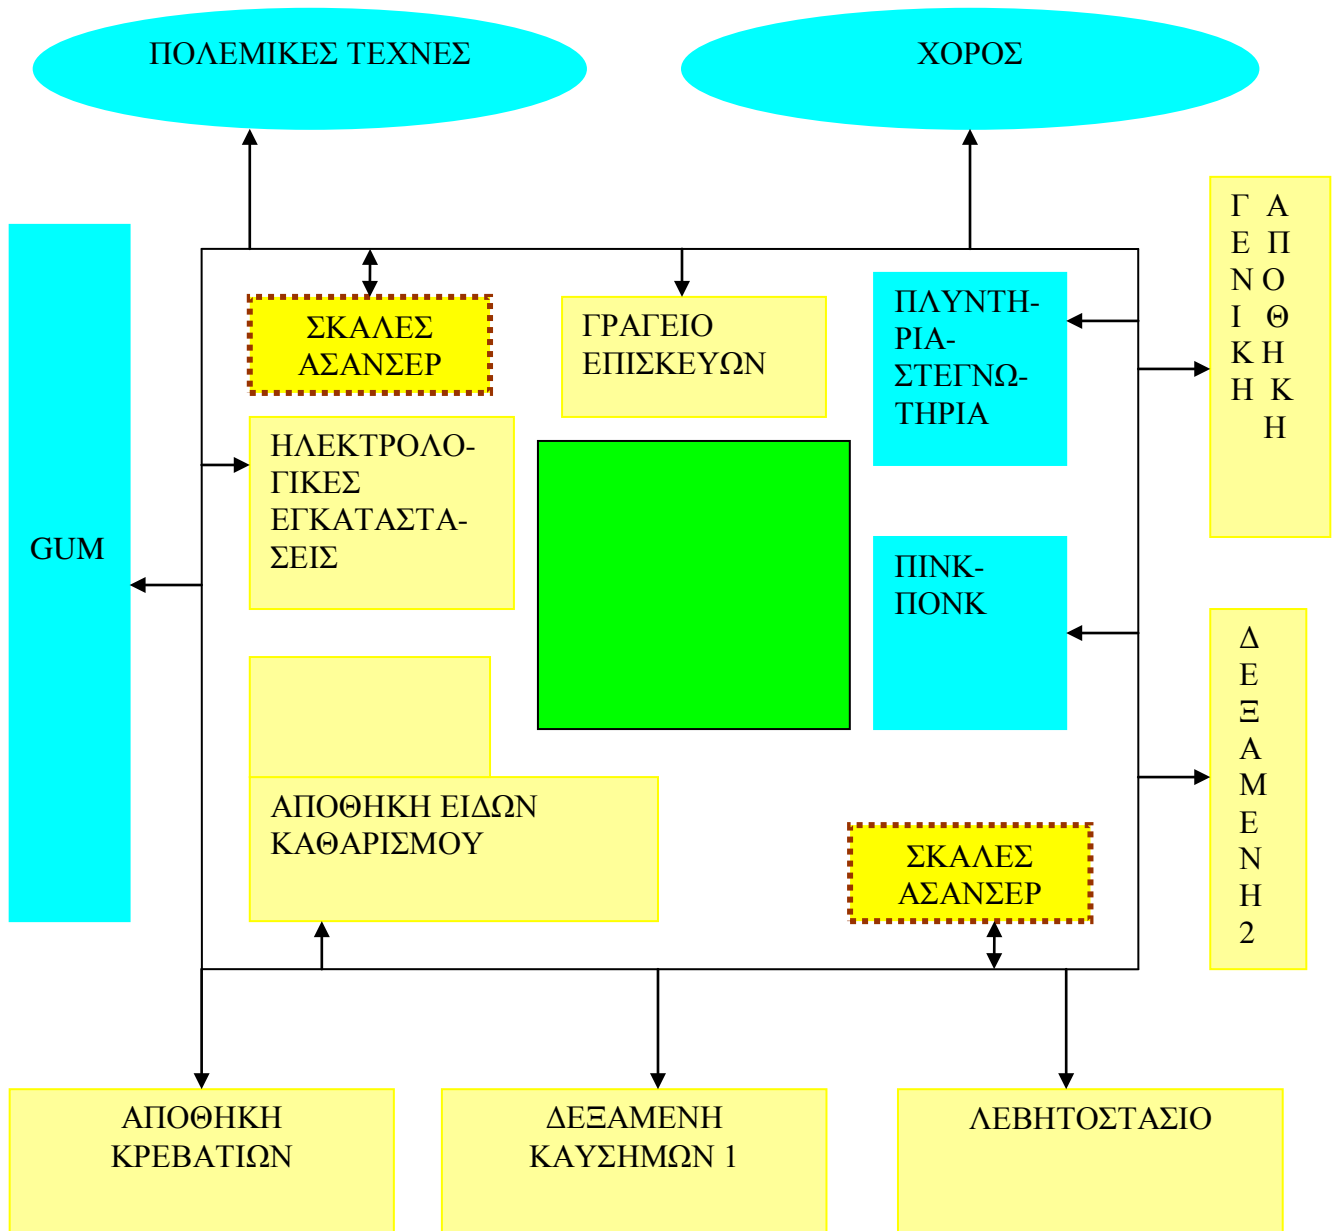 ΠΟΛΕΜΙΚΕΣ ΤΕΧΝΕΣ
ΧΟΡΟΣ
ΓΕΝΙΚΗ ΑΠΟΘΗΚΗ
ΣΚΑΛΕΣ
ΑΣΑΝΣΕΡ
ΓΡΑΓΕΙΟ
ΕΠΙΣΚΕΥΩΝ
ΠΛΥΝΤΗ-
ΡΙΑ-
ΣΤΕΓΝΩ-
ΤΗΡΙΑ
ΗΛΕΚΤΡΟΛΟ-
ΓΙΚΕΣ
ΕΓΚΑΤΑΣΤΑ-
ΣΕΙΣ
GUM
ΠΙΝΚ-
ΠΟΝΚ
ΔΕΞΑΜΕΝΗ 2
ΑΠΟΘΗΚΗ ΕΙΔΩΝ
ΚΑΘΑΡΙΣΜΟΥ
ΣΚΑΛΕΣ
ΑΣΑΝΣΕΡ
ΑΠΟΘΗΚΗ
ΚΡΕΒΑΤΙΩΝ
ΔΕΞΑΜΕΝΗ
ΚΑΥΣΗΜΩΝ 1
ΛΕΒΗΤΟΣΤΑΣΙΟ